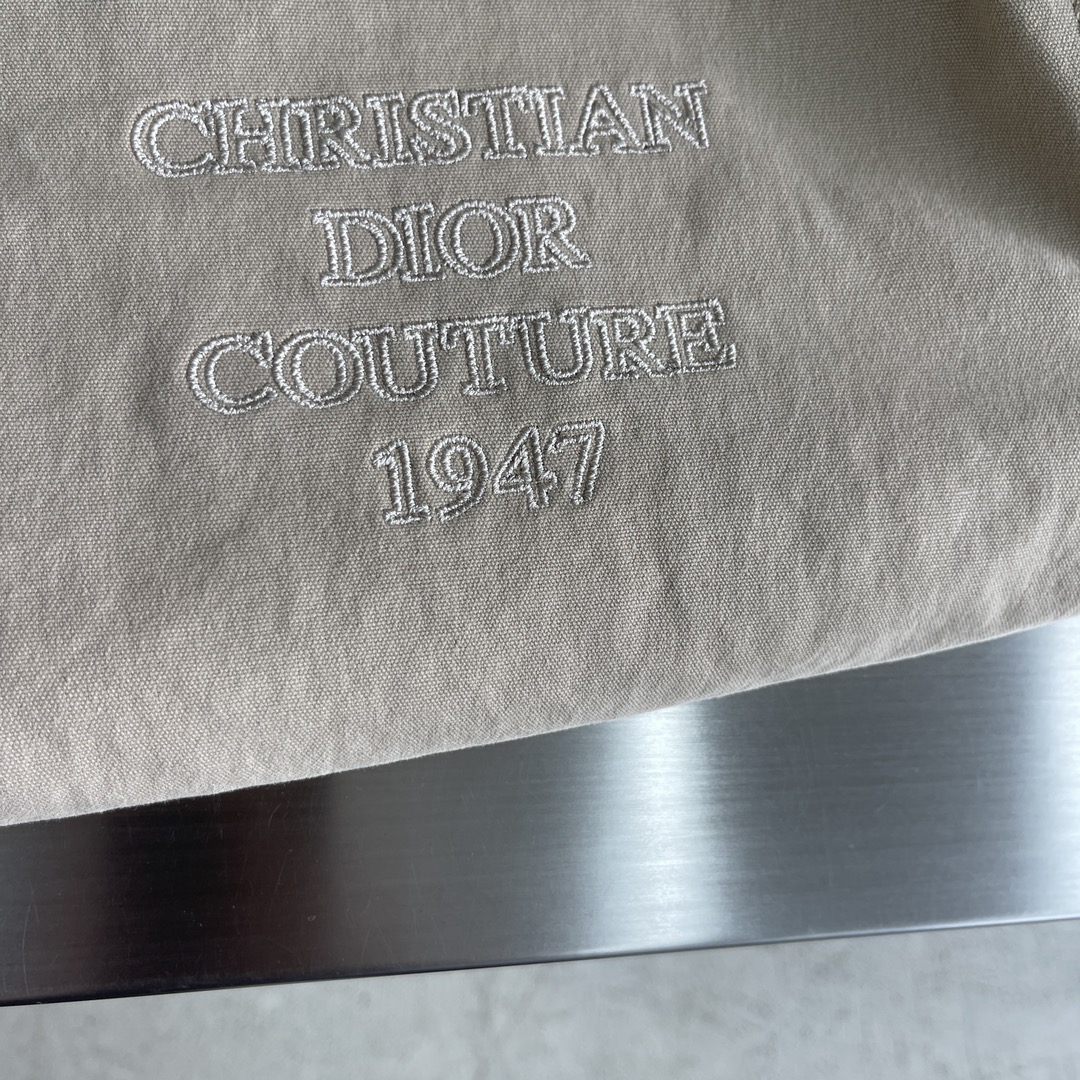 CHRISTIAN
DIOR
COUTURE
1947